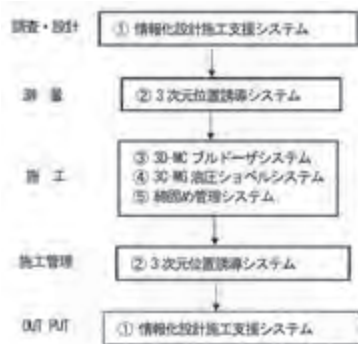 調査・設計
① 情報化設計施工支援システム
測 量
② 3次元位置誘導システム
施 工
③ 3D-MC ブルドーザシステム
④ 3C-MG 油圧ショベルシステム
⑤ 締固め管理システム
施工管理
② 3次元位置誘導システム
OUT PUT
① 情報化設計施工支援システム